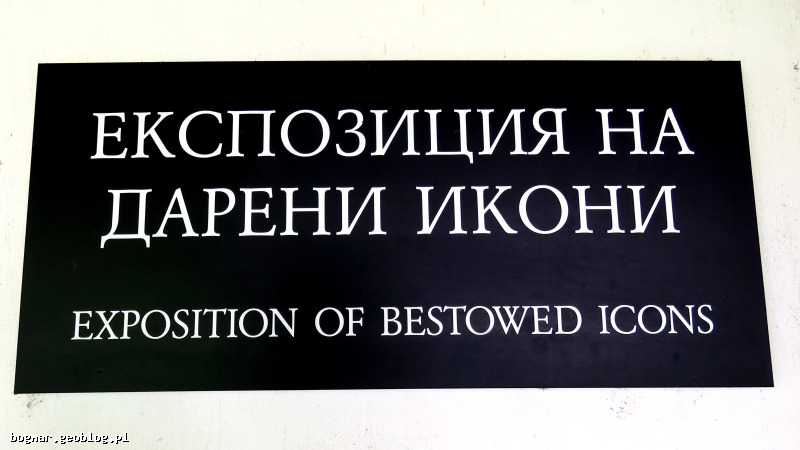 ЕКСПОЗИЦИЯ НА
ДАРЕНИ ИКОНИ
EXPOSITION OF BESTOWED ICONS
bognar.geoblog.pl